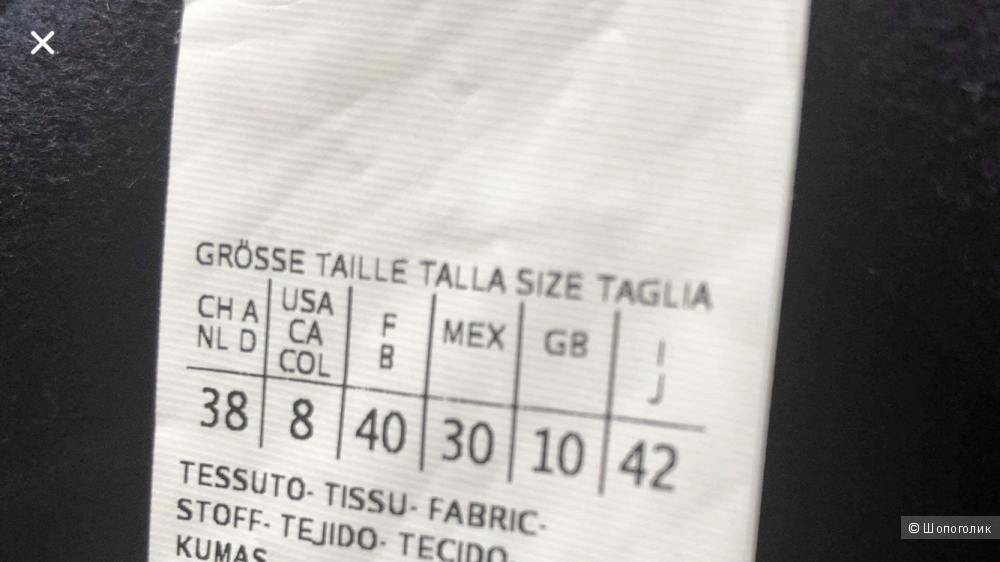 GRÖSSE TAILLE TALLA SIZE TAGLIA
CH A NL D | USA CA COL | F B | MEX | GB | I J
38 | 8 | 40 | 30 | 10 | 42
TESSUTO- TISSU- FABRIC-
STOFF- TEJIDO- TECIDO-
KUMAS
© Шопоголик